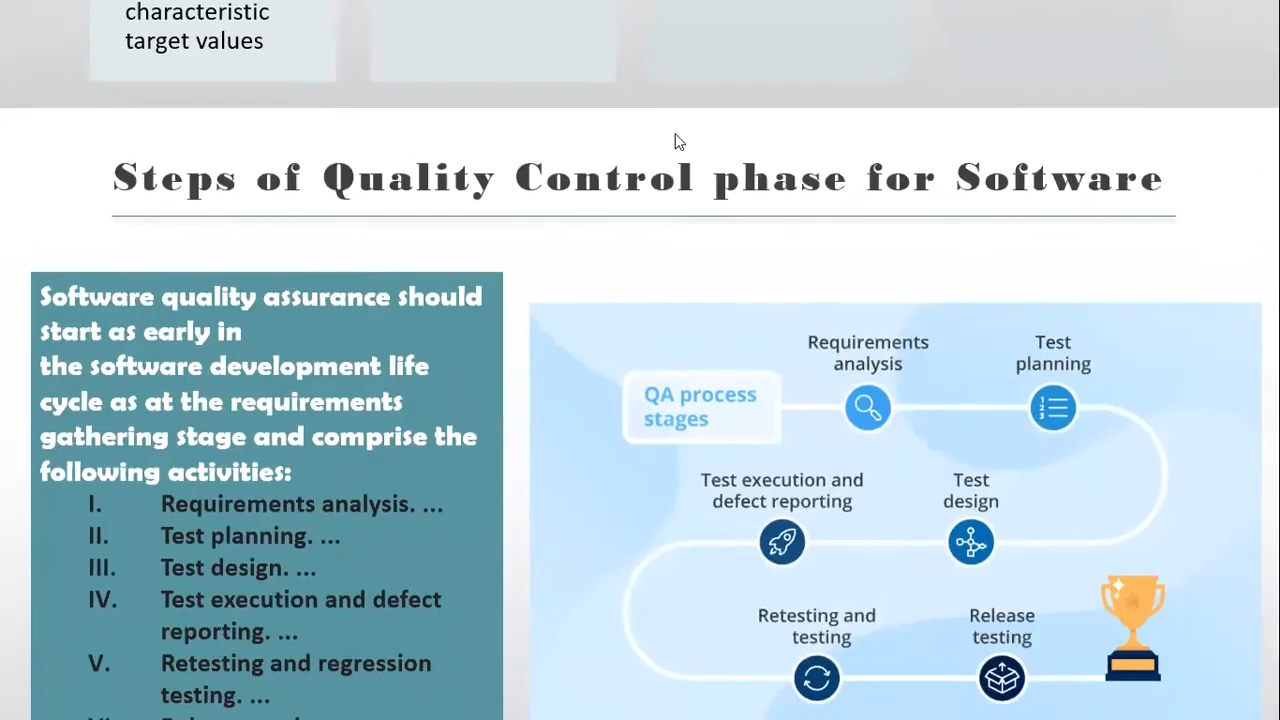 characteristic
target values
Steps of Quality Control phase for Software
Software quality assurance should
start as early in
the software development life
cycle as at the requirements
gathering stage and comprise the
following activities:
I. Requirements analysis. ...
II. Test planning. ...
III. Test design. ...
IV. Test execution and defect
reporting. ...
V. Retesting and regression
testing. ...
QA process
stages
Requirements
analysis
Test
planning
1
2
3
Test execution and
defect reporting
Test
design
Retesting and
testing
Release
testing